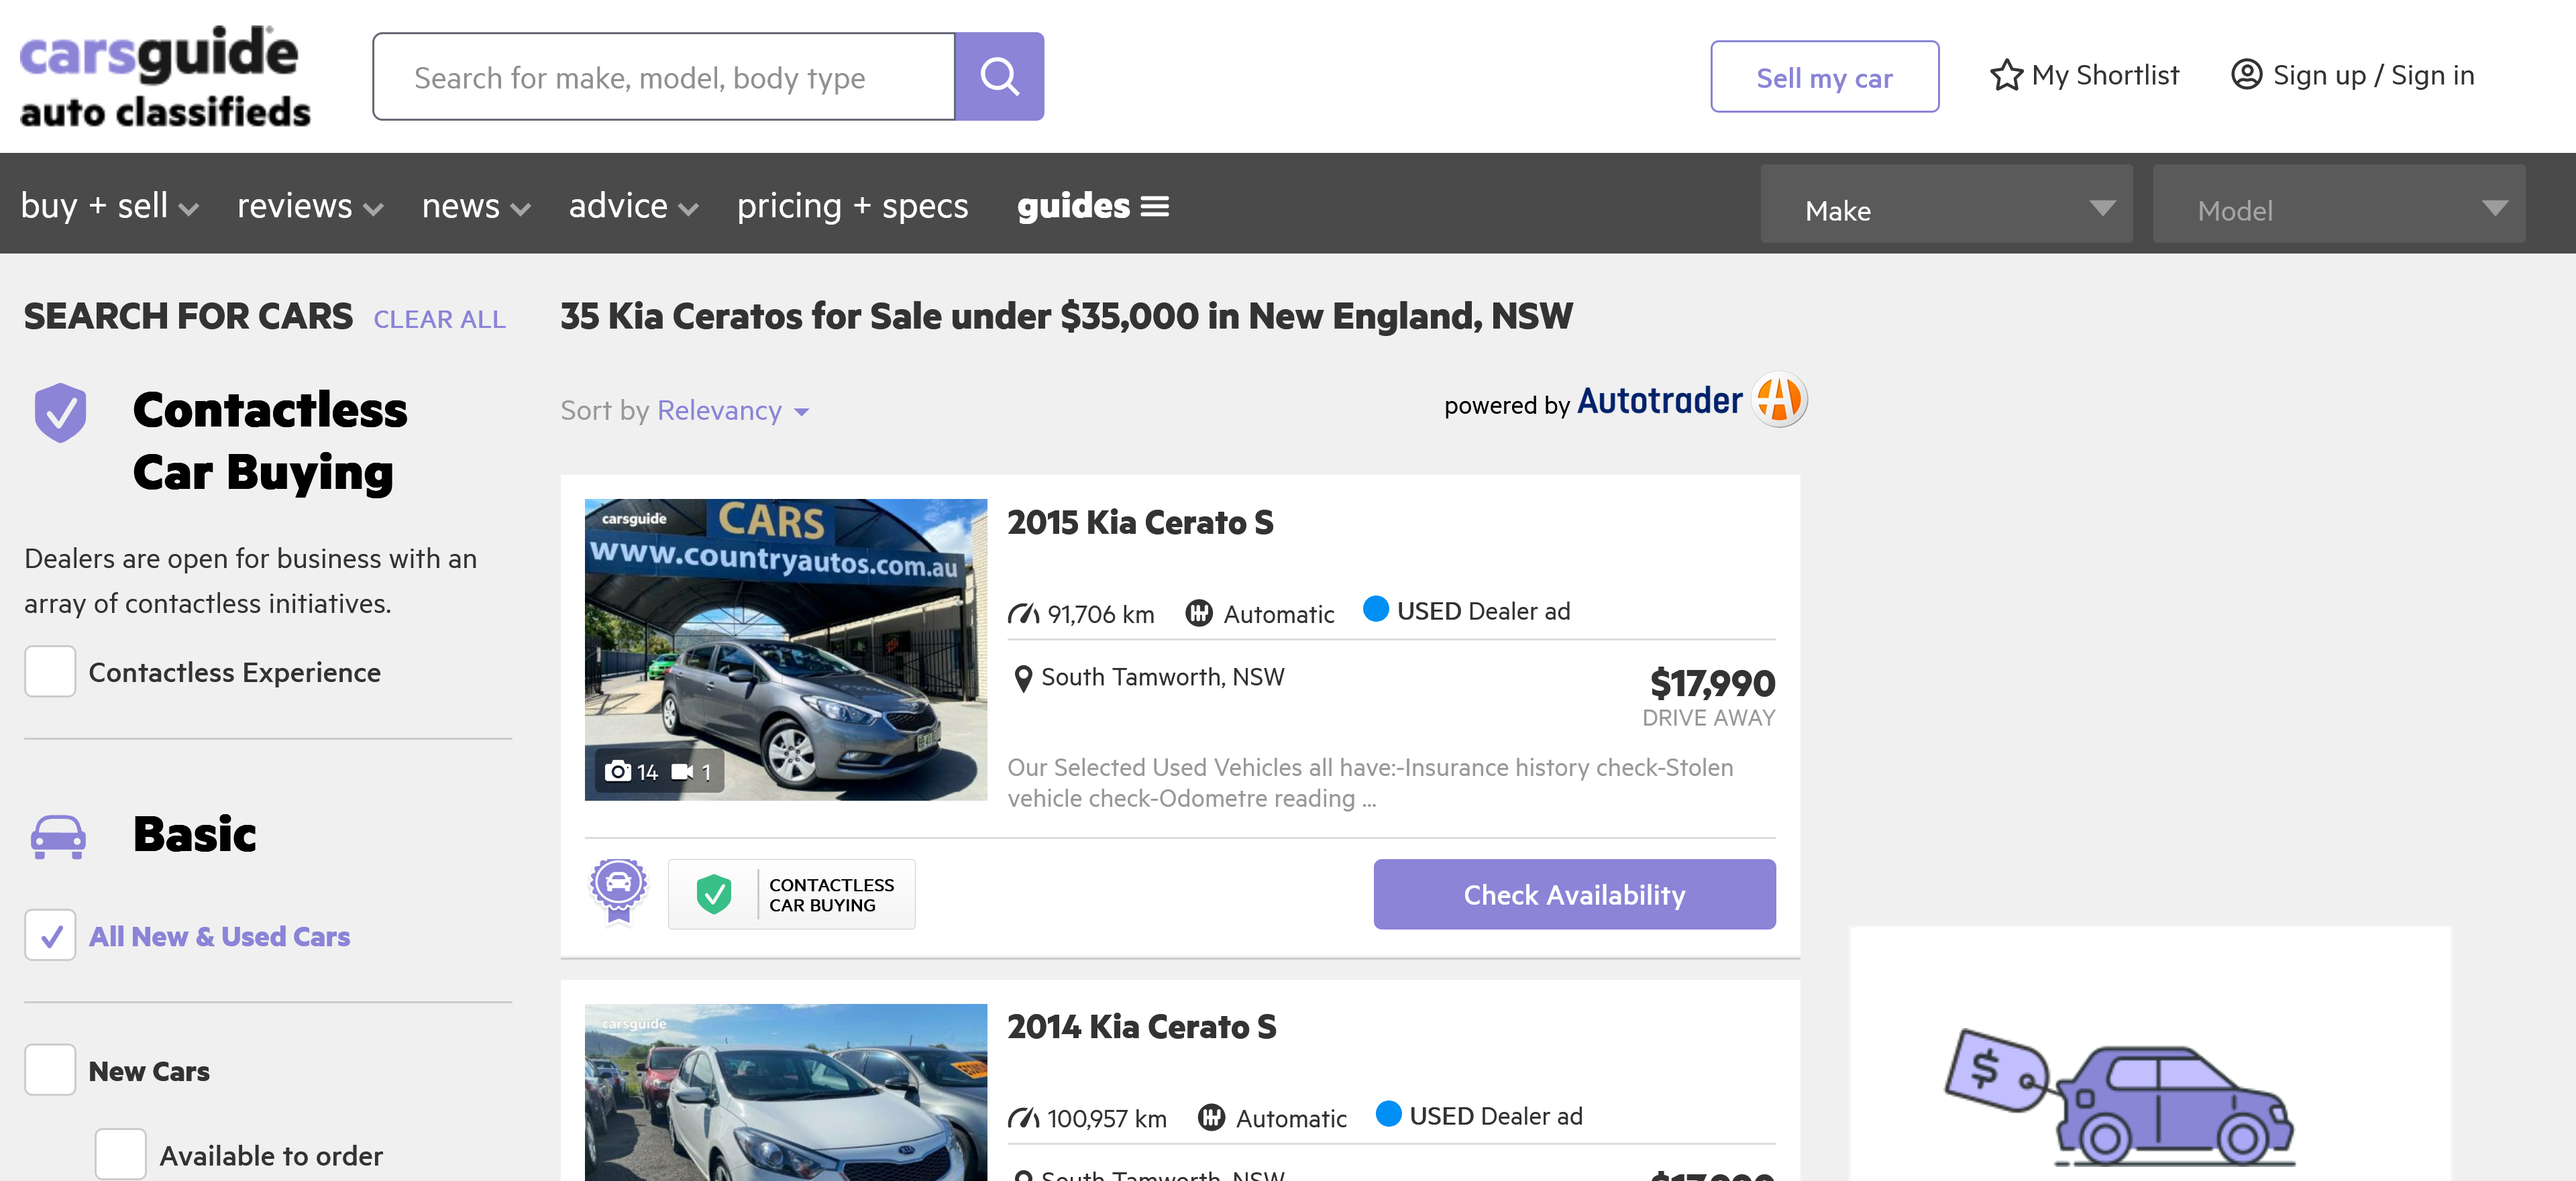 carsguide
auto classifieds
Search for make, model, body type
Sell my car
My Shortlist
Sign up / Sign in
buy + sell
reviews
news
advice
pricing + specs
guides
Make
Model
SEARCH FOR CARS
CLEAR ALL
35 Kia Ceratos for Sale under $35,000 in New England, NSW
Contactless
Car Buying
Dealers are open for business with an
array of contactless initiatives.
Contactless Experience
Basic
All New & Used Cars
New Cars
Available to order
Sort by Relevancy
powered by Autotrader
carsguide
CARS
www.countryautos.com.au
14
1
2015 Kia Cerato S
91,706 km
Automatic
USED Dealer ad
South Tamworth, NSW
$17,990
DRIVE AWAY
Our Selected Used Vehicles all have:-Insurance history check-Stolen
vehicle check-Odometre reading ...
CONTACTLESS
CAR BUYING
Check Availability
carsguide
2014 Kia Cerato S
100,957 km
Automatic
USED Dealer ad
South Tamworth, NSW
$